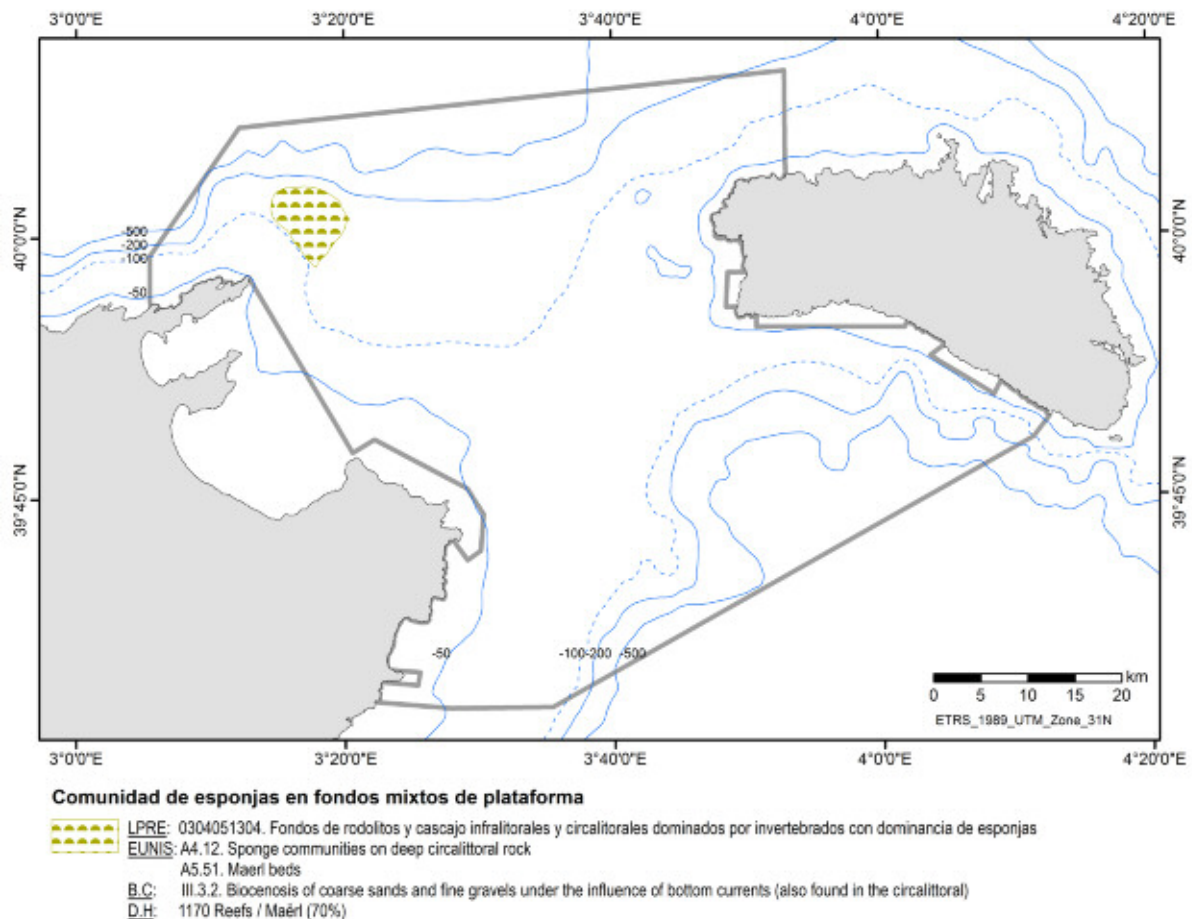 3°0'0"E 3°20'0"E 3°40'0"E 4°0'0"E 4°20'0"E
40°0'0"N
40°0'0"N
-500
-200
-100
-50
39°45'0"N
39°45'0"N
-50
-100-200 -500
km
0 5 10 15 20
ETRS_1989_UTM_Zone_31N
3°0'0"E 3°20'0"E 3°40'0"E 4°0'0"E 4°20'0"E
Comunidad de esponjas en fondos mixtos de plataforma
LPRE: 0304051304. Fondos de rodolitos y cascajo infralitorales y circalitorales dominados por invertebrados con dominancia de esponjas
EUNIS: A4.12. Sponge communities on deep circalittoral rock
A5.51. Maerl beds
B.C: III.3.2. Biocenosis of coarse sands and fine gravels under the influence of bottom currents (also found in the circalittoral)
D.H: 1170 Reefs / Maërl (70%)